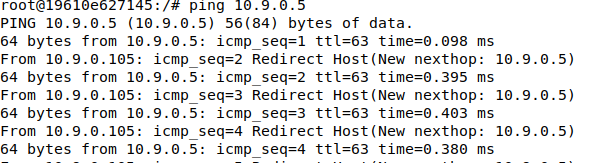 root@19610e627145:/# ping 10.9.0.5
PING 10.9.0.5 (10.9.0.5) 56(84) bytes of data.
64 bytes from 10.9.0.5: icmp_seq=1 ttl=63 time=0.098 ms
From 10.9.0.105: icmp_seq=2 Redirect Host(New nexthop: 10.9.0.5)
64 bytes from 10.9.0.5: icmp_seq=2 ttl=63 time=0.395 ms
From 10.9.0.105: icmp_seq=3 Redirect Host(New nexthop: 10.9.0.5)
64 bytes from 10.9.0.5: icmp_seq=3 ttl=63 time=0.403 ms
From 10.9.0.105: icmp_seq=4 Redirect Host(New nexthop: 10.9.0.5)
64 bytes from 10.9.0.5: icmp_seq=4 ttl=63 time=0.380 ms